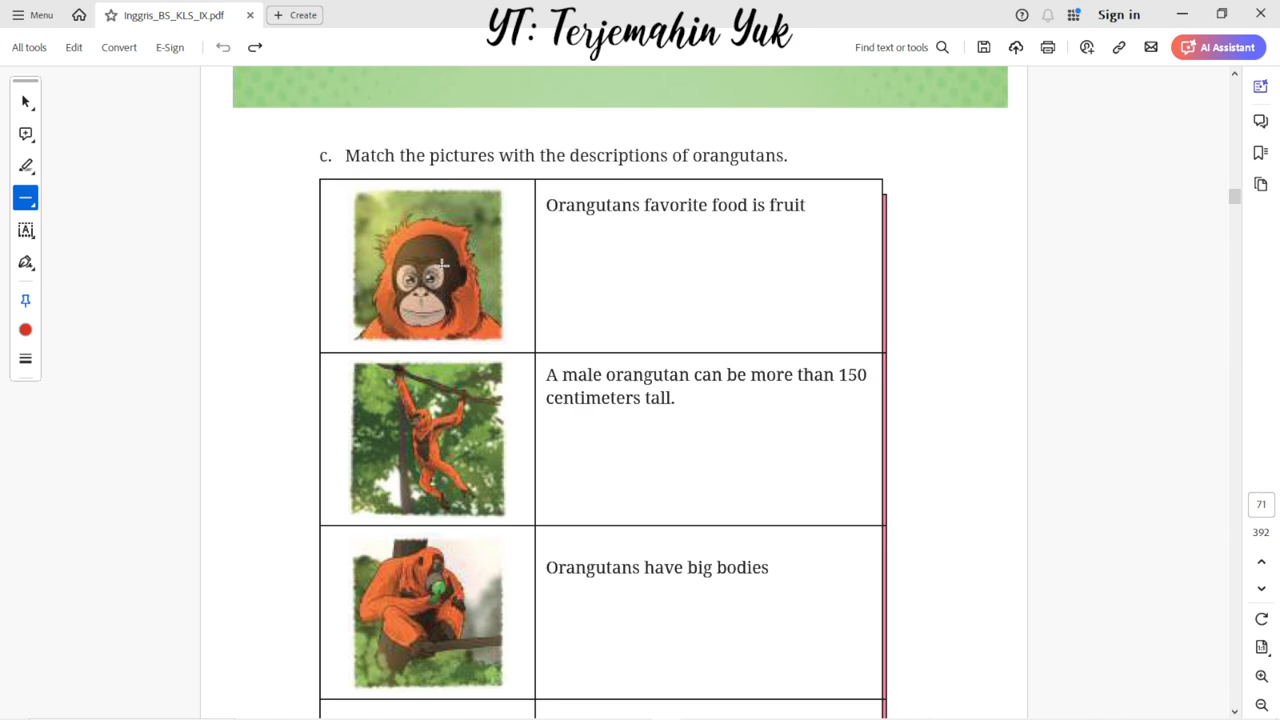 Menu
Inggris_BS_KLS_IX.pdf
Create
YT: Terjemahin Yuk
Sign in
All tools
Edit
Convert
E-Sign
Find text or tools
AI Assistant
c. Match the pictures with the descriptions of orangutans.
Orangutans favorite food is fruit
A male orangutan can be more than 150
centimeters tall.
Orangutans have big bodies
71
392